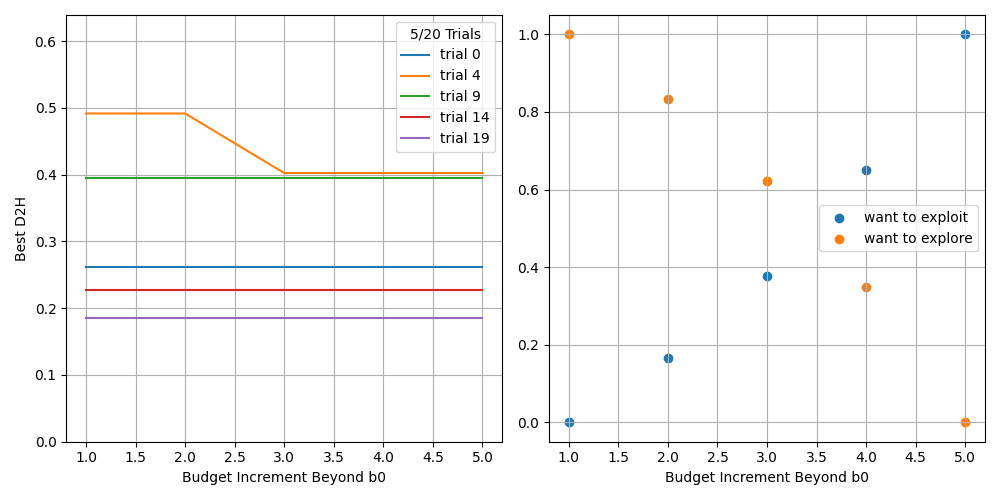 5/20 Trials
trial 0
trial 4
trial 9
trial 14
trial 19
0.6
0.5
0.4
0.3
0.2
0.1
0.0
Best D2H
1.0 1.5 2.0 2.5 3.0 3.5 4.0 4.5 5.0
Budget Increment Beyond b0
1.0
0.8
0.6
0.4
0.2
0.0
want to exploit
want to explore
1.0 1.5 2.0 2.5 3.0 3.5 4.0 4.5 5.0
Budget Increment Beyond b0